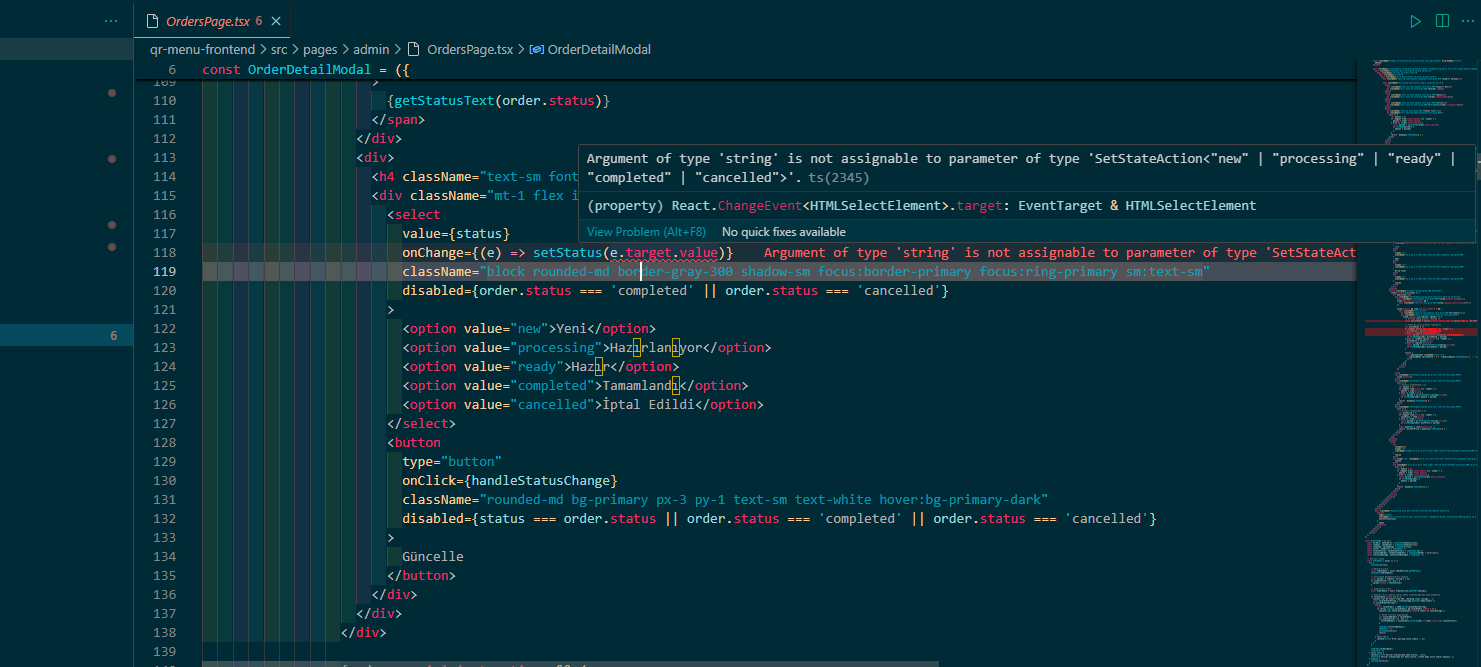 OrdersPage.tsx 6
qr-menu-frontend > src > pages > admin > OrdersPage.tsx > OrderDetailModal
6 const OrderDetailModal = ({
109 >
110 {getStatusText(order.status)}
111 </span>
112 </div>
113 <div>
Argument of type 'string' is not assignable to parameter of type 'SetStateAction<"new" | "processing" | "ready" |
"completed" | "cancelled">'. ts(2345)
(property) React.ChangeEvent<HTMLSelectElement>.target: EventTarget & HTMLSelectElement
View Problem (Alt+F8) No quick fixes available
114 <h4 className="text-sm font
115 <div className="mt-1 flex i
116 <select
117 value={status}
118 onChange={(e) => setStatus(e.target.value)} Argument of type 'string' is not assignable to parameter of type 'SetStateAct
119 className="block rounded-md border-gray-300 shadow-sm focus:border-primary focus:ring-primary sm:text-sm"
120 disabled={order.status === 'completed' || order.status === 'cancelled'}
121 >
122 <option value="new">Yeni</option>
123 <option value="processing">Hazırlanıyor</option>
124 <option value="ready">Hazır</option>
125 <option value="completed">Tamamlandı</option>
126 <option value="cancelled">İptal Edildi</option>
127 </select>
128 <button
129 type="button"
130 onClick={handleStatusChange}
131 className="rounded-md bg-primary px-3 py-1 text-sm text-white hover:bg-primary-dark"
132 disabled={status === order.status || order.status === 'completed' || order.status === 'cancelled'}
133 >
134 Güncelle
135 </button>
136 </div>
137 </div>
138 </div>
139
6